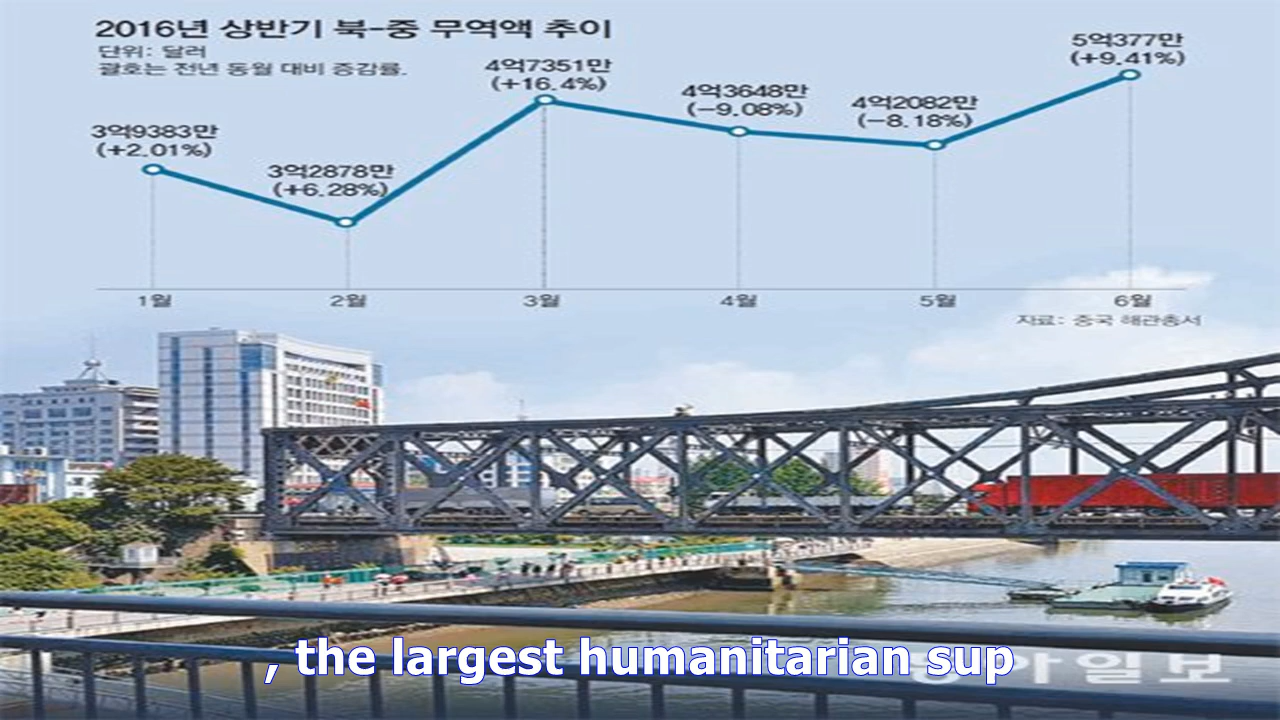 2016년 상반기 북-중 무역액 추이
단위: 달러
괄호는 전년 동월 대비 증감률.
3억9383만
(+2.01%)
3억2878만
(+6.28%)
4억7351만
(+16.4%)
4억3648만
(-9.08%)
4억2082만
(-8.18%)
5억377만
(+9.41%)
1월 2월 3월 4월 5월 6월
자료: 중국 해관총서
, the largest humanitarian sup
동아일보